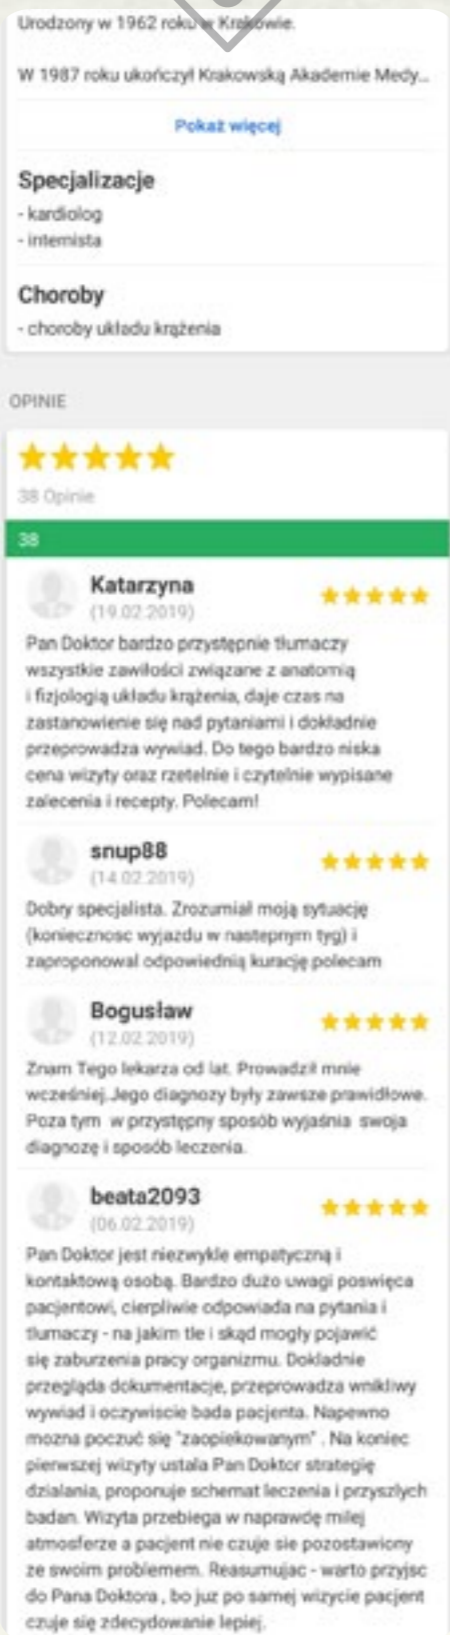 Urodzony w 1962 roku w Krakowie.
W 1987 roku ukończył Krakowską Akademie Medy...
Pokaż więcej
Specjalizacje
- kardiolog
- internista
Choroby
- choroby układu krążenia
OPINIE
38 Opinie
38
Katarzyna
(19.02.2019)
Pan Doktor bardzo przystępnie tłumaczy
wszystkie zawiłości związane z anatomią
i fizjologią układu krążenia, daje czas na
zastanowienie się nad pytaniami i dokładnie
przeprowadza wywiad. Do tego bardzo niska
cena wizyty oraz rzetelnie i czytelnie wypisane
zalecenia i recepty. Polecam!
snup88
(14.02.2019)
Dobry specjalista. Zrozumiał moją sytuację
(koniecznosc wyjazdu w nastepnym tyg) i
zaproponowal odpowiednią kurację polecam
Bogusław
(12.02.2019)
Znam Tego lekarza od lat. Prowadził mnie
wcześniej.Jego diagnozy były zawsze prawidłowe.
Poza tym w przystępny sposób wyjaśnia swoja
diagnozę i sposób leczenia.
beata2093
(06.02.2019)
Pan Doktor jest niezwykle empatyczną i
kontaktową osobą. Bardzo dużo uwagi poswięca
pacjentowi, cierpliwie odpowiada na pytania i
tłumaczy - na jakim tle i skąd mogły pojawić
się zaburzenia pracy organizmu. Dokladnie
przegląda dokumentacje, przeprowadza wnikliwy
wywiad i oczywiscie bada pacjenta. Napewno
mozna poczuć się "zaopiekowanym" . Na koniec
pierwszej wizyty ustala Pan Doktor strategię
dzialania, proponuje schemat leczenia i przyszlych
badan. Wizyta przebiega w naprawdę milej
atmosferze a pacjent nie czuje sie pozostawiony
ze swoim problemem. Reasumujac - warto przyjsc
do Pana Doktora , bo juz po samej wizycie pacjent
czuje się zdecydowanie lepiej.